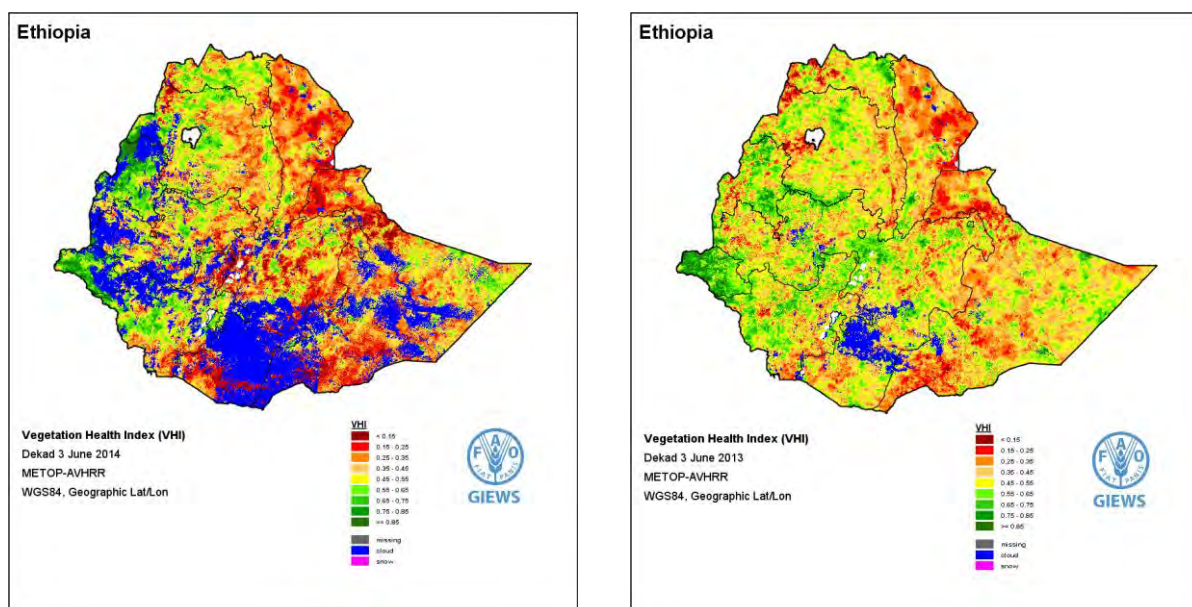 Ethiopia
Vegetation Health Index (VHI)
Dekad 3 June 2014
METOP-AVHRR
WGS84, Geographic Lat/Lon
VHI
< 0.15
0.15 - 0.25
0.25 - 0.35
0.35 - 0.45
0.45 - 0.55
0.55 - 0.65
0.65 - 0.75
0.75 - 0.85
>= 0.85
missing
cloud
snow
F A O
FIAT PANIS
GIEWS
Ethiopia
Vegetation Health Index (VHI)
Dekad 3 June 2013
METOP-AVHRR
WGS84, Geographic Lat/Lon
VHI
< 0.15
0.15 - 0.25
0.25 - 0.35
0.35 - 0.45
0.45 - 0.55
0.55 - 0.65
0.65 - 0.75
0.75 - 0.85
>= 0.85
missing
cloud
snow
F A O
FIAT PANIS
GIEWS